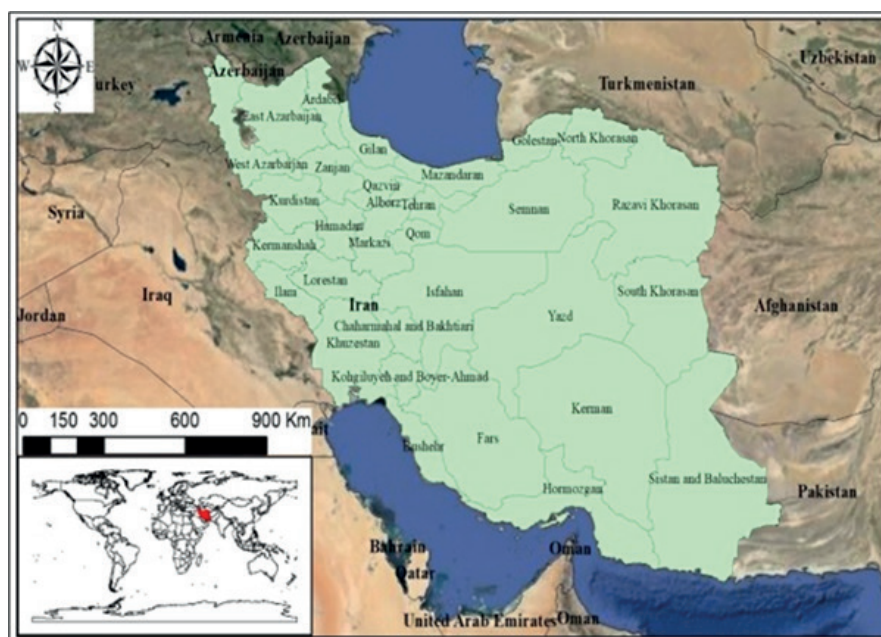 N
W E
S
Armenia Azerbaijan
Uzbekistan
Azerbaijan
Turkmenistan
urkey
Ardabil
East Azarbaijan
Golestan North Khorasan
Gilan
West Azarbaijan Zanjan
Mazandaran
Qazvin
Kurdistan
Alborz Tehran
Semnan
Razavi Khorasan
Syria
Hamadan
Qom
Kermanshah
Markazs
Lorestan
Ilam
Iraq
Iran
Isfahan
South Khorasan
Afghanistan
Jordan
Yazd
Chaharmahal and Bakhtiari
Khuzestan
Kohgiluyeh and Boyer-Ahmad
Kerman
0 150 300 600 900 Km
ait
Bushehr
Fars
Sistan and Baluchestan
Hormozgan
Pakistan
Bahrain
Oman
Qatar
United Arab Emirates Oman